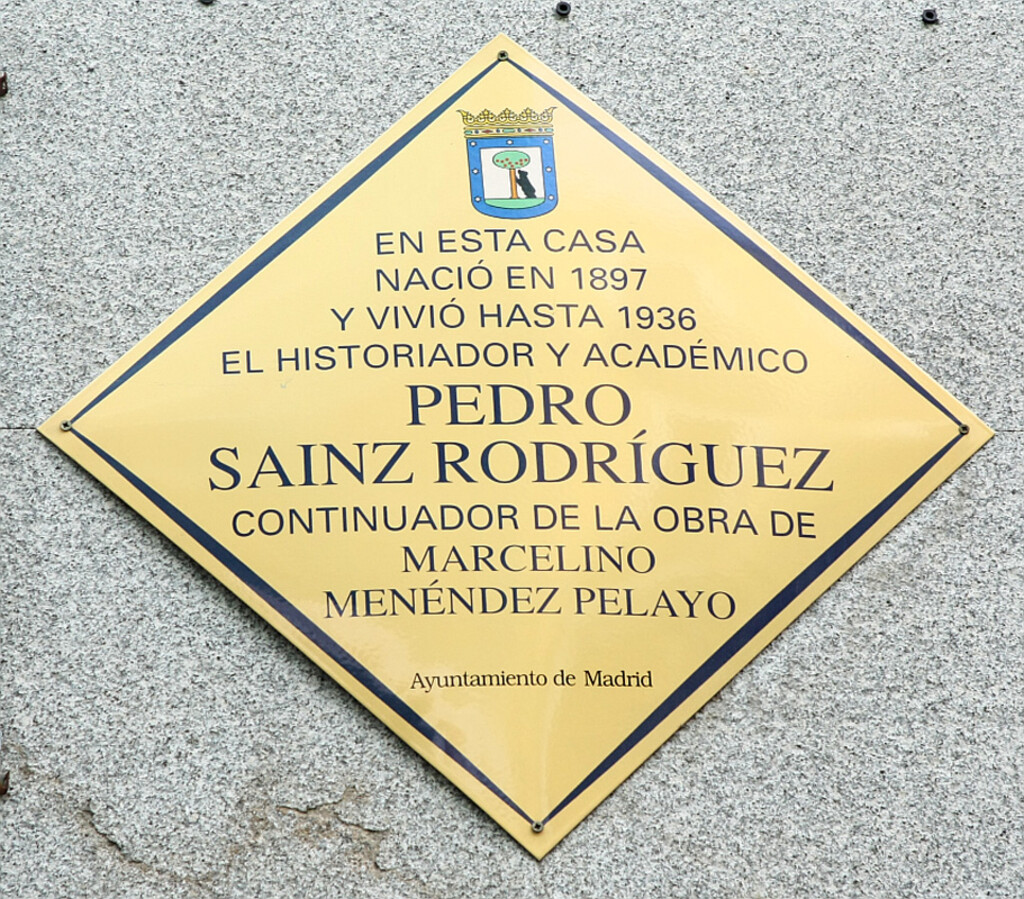 EN ESTA CASA
NACIÓ EN 1897
Y VIVIÓ HASTA 1936
EL HISTORIADOR Y ACADÉMICO
PEDRO
SAINZ RODRÍGUEZ
CONTINUADOR DE LA OBRA DE
MARCELINO
MENÉNDEZ PELAYO
Ayuntamiento de Madrid